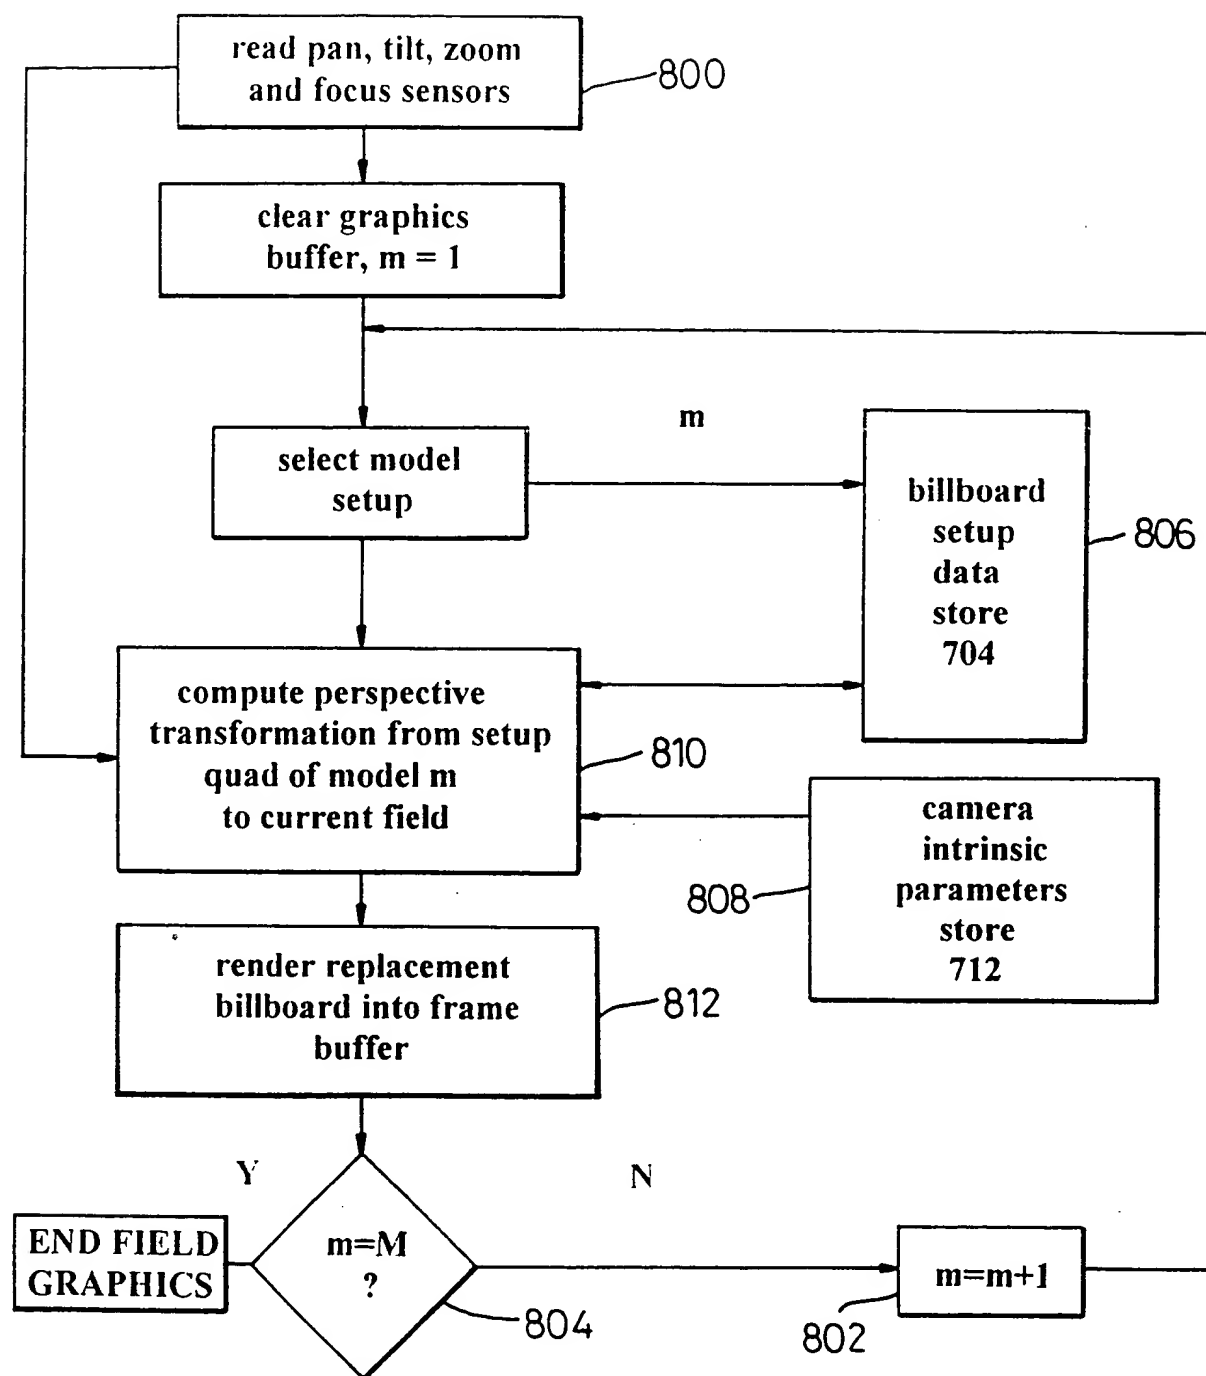 read pan, tilt, zoom
and focus sensors
800
clear graphics
buffer, m = 1
m
select model
setup
billboard
setup
data
store
704
806
compute perspective
transformation from setup
quad of model m
to current field
810
camera
intrinsic
parameters
store
712
808
render replacement
billboard into frame
buffer
812
Y
N
END FIELD
GRAPHICS
m=M
?
804
m=m+1
802